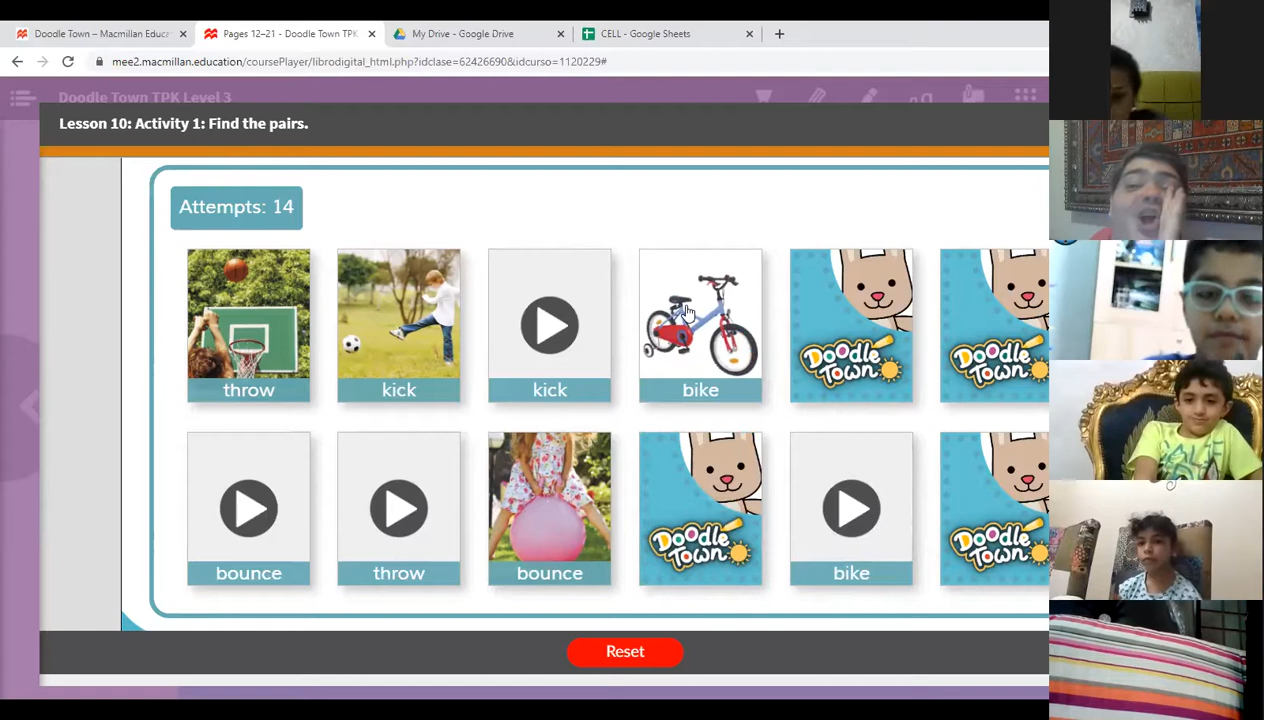 Doodle Town – Macmillan Educa
Pages 12–21 - Doodle Town TPK
My Drive - Google Drive
CELL - Google Sheets
mee2.macmillan.education/coursePlayer/librodigital_html.php?idclase=62426690&idcurso=1120229#
Doodle Town TPK Level 3
Lesson 10: Activity 1: Find the pairs.
Attempts: 14
throw
kick
kick
bike
Doodle Town
Doodle Town
bounce
throw
bounce
Doodle Town
bike
Doodle Town
Reset